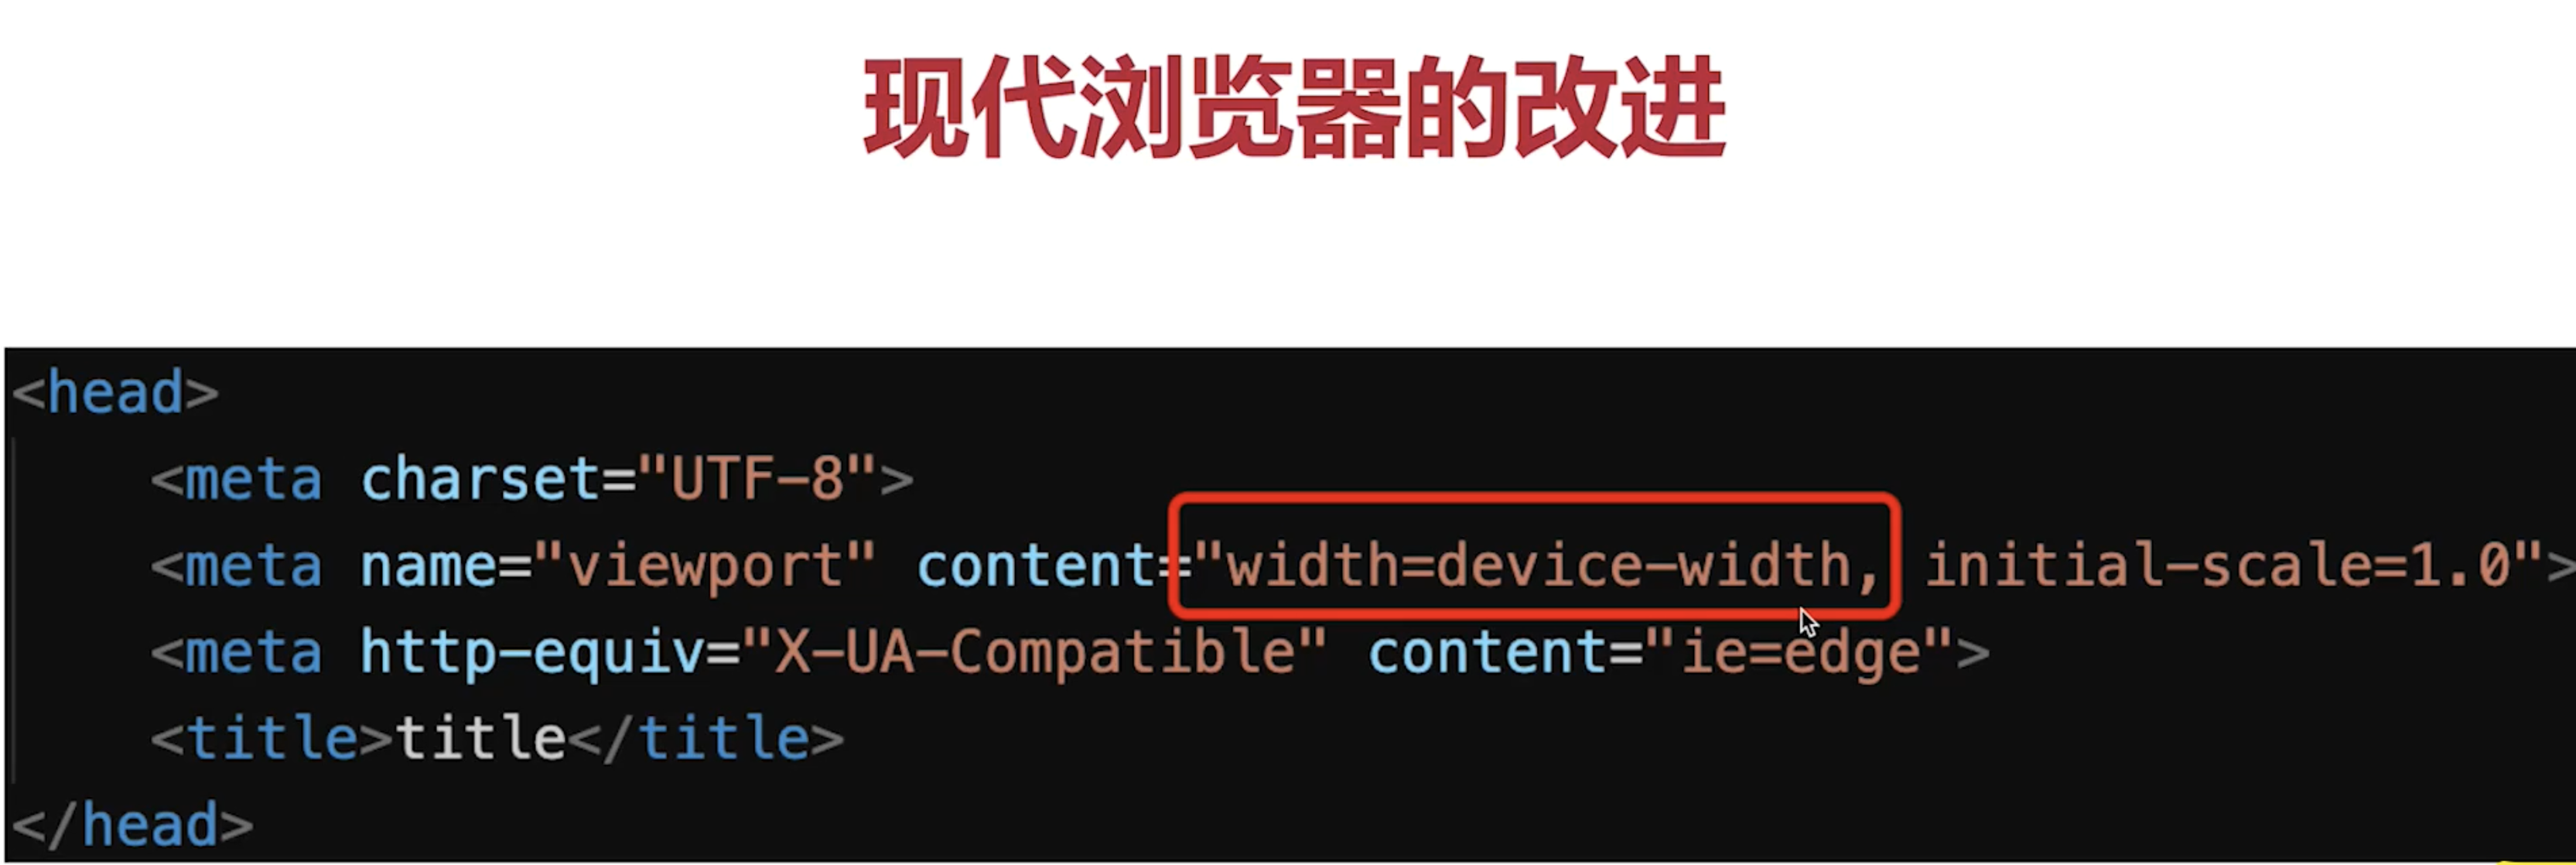 现代浏览器的改进
<head>
<meta charset="UTF-8">
<meta name="viewport" content="width=device-width, initial-scale=1.0">
<meta http-equiv="X-UA-Compatible" content="ie=edge">
<title>title</title>
</head>